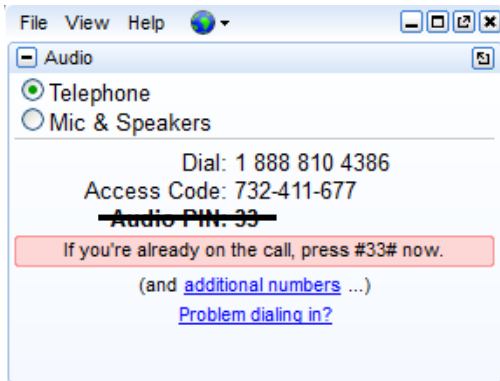 File View Help
Audio
Telephone
Mic & Speakers
Dial: 1 888 810 4386
Access Code: 732-411-677
Audio PIN: 33
If you're already on the call, press #33# now.
(and additional numbers ...)
Problem dialing in?